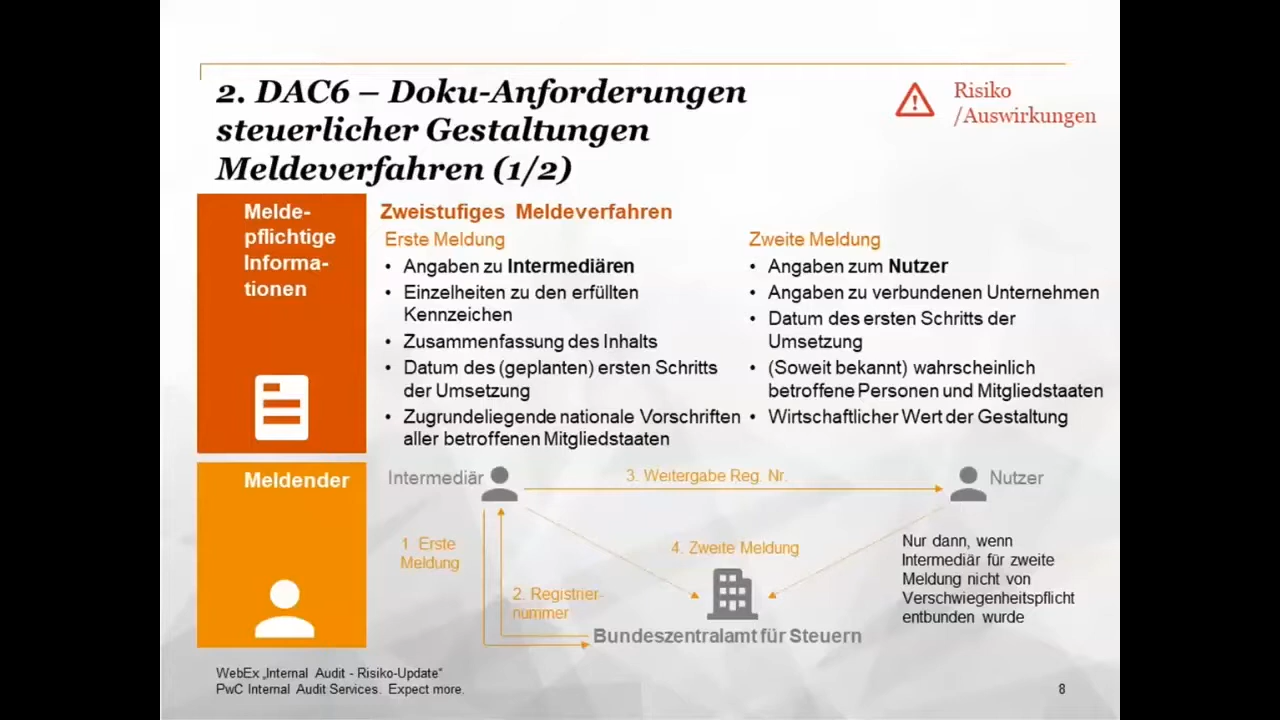 2. DAC6 – Doku-Anforderungen
steuerlicher Gestaltungen
Meldeverfahren (1/2)
Risiko
/Auswirkungen
Melde-
pflichtige
Informa-
tionen
Zweistufiges Meldeverfahren
Erste Meldung
• Angaben zu Intermediären
• Einzelheiten zu den erfüllten
Kennzeichen
• Zusammenfassung des Inhalts
• Datum des (geplanten) ersten Schritts
der Umsetzung
• Zugrundeliegende nationale Vorschriften
aller betroffenen Mitgliedstaaten
Zweite Meldung
• Angaben zum Nutzer
• Angaben zu verbundenen Unternehmen
• Datum des ersten Schritts der
Umsetzung
• (Soweit bekannt) wahrscheinlich
betroffene Personen und Mitgliedstaaten
• Wirtschaftlicher Wert der Gestaltung
Meldender
Intermediär
3. Weitergabe Reg. Nr.
Nutzer
1. Erste
Meldung
2. Registrier-
nummer
4. Zweite Meldung
Bundeszentralamt für Steuern
Nur dann, wenn
Intermediär für zweite
Meldung nicht von
Verschwiegenheitspflicht
entbunden wurde
WebEx „Internal Audit - Risiko-Update“
PwC Internal Audit Services. Expect more.
8